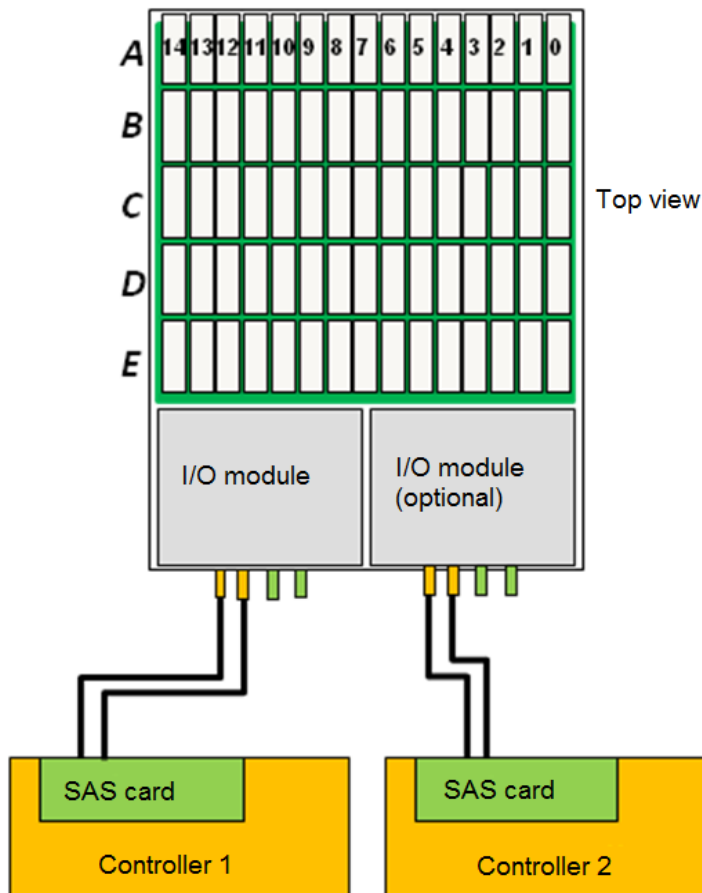 A 14 13 12 11 10 9 8 7 6 5 4 3 2 1 0
B
C
Top view
D
E
I/O module
I/O module
(optional)
SAS card
SAS card
Controller 1
Controller 2